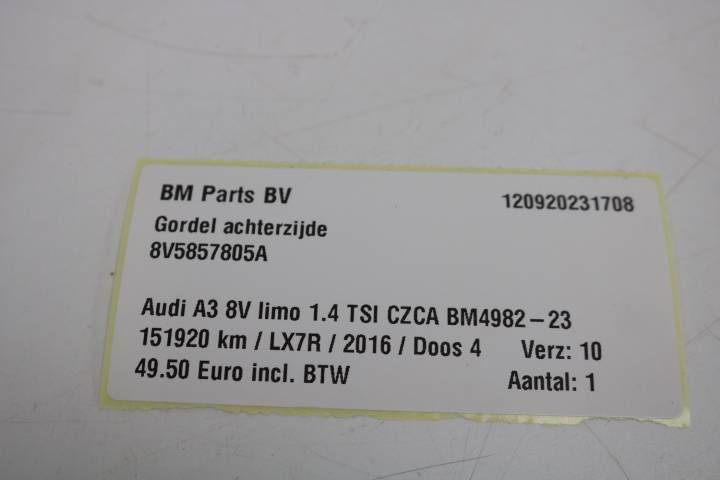 BM Parts BV 120920231708
Gordel achterzijde
8V5857805A
Audi A3 8V limo 1.4 TSI CZCA BM4982-23
151920 km / LX7R / 2016 / Doos 4 Verz: 10
49.50 Euro incl. BTW Aantal: 1